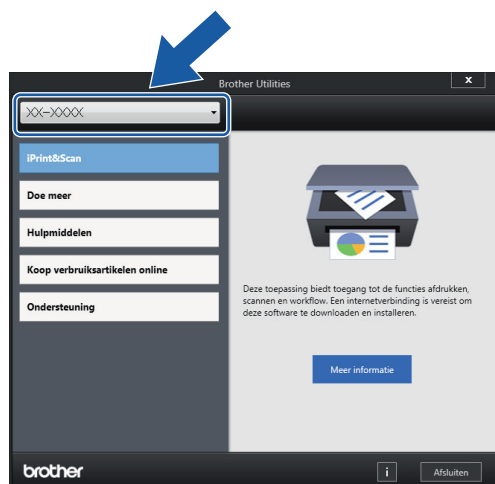 Brother Utilities
x
XX-XXXX
iPrint&Scan
Doe meer
Hulpmiddelen
Koop verbruiksartikelen online
Ondersteuning
Deze toepassing biedt toegang tot de functies afdrukken,
scannen en workflow. Een internetverbinding is vereist om
deze software te downloaden en installeren.
Meer informatie
brother
i
Afsluiten